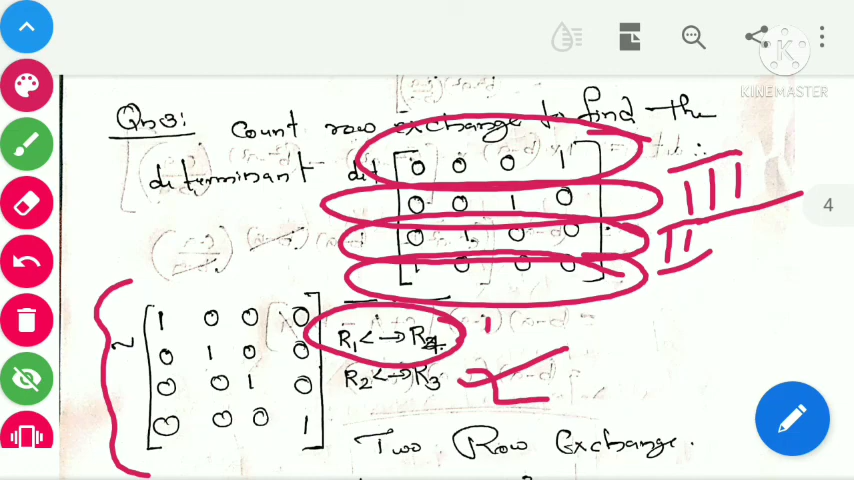 KINEMASTER
Qn3: Count row exchange to find the
determinant det [0 0 0 1
0 0 1 0
0 1 0 0
1 0 0 0]
4
~ [1 0 0 0
0 1 0 0
0 0 1 0
0 0 0 1]
R₁ <—> R₄
R₂ <—> R₃
Two Row Exchange.